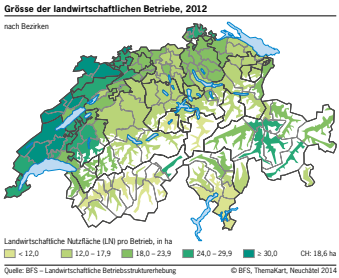 Grösse der landwirtschaftlichen Betriebe, 2012
nach Bezirken
Landwirtschaftliche Nutzfläche (LN) pro Betrieb, in ha
< 12,0 12,0 – 17,9 18,0 – 23,9 24,0 – 29,9 ≥ 30,0 CH: 18,6 ha
Quelle: BFS – Landwirtschaftliche Betriebsstrukturerhebung © BFS, ThemaKart, Neuchâtel 2014